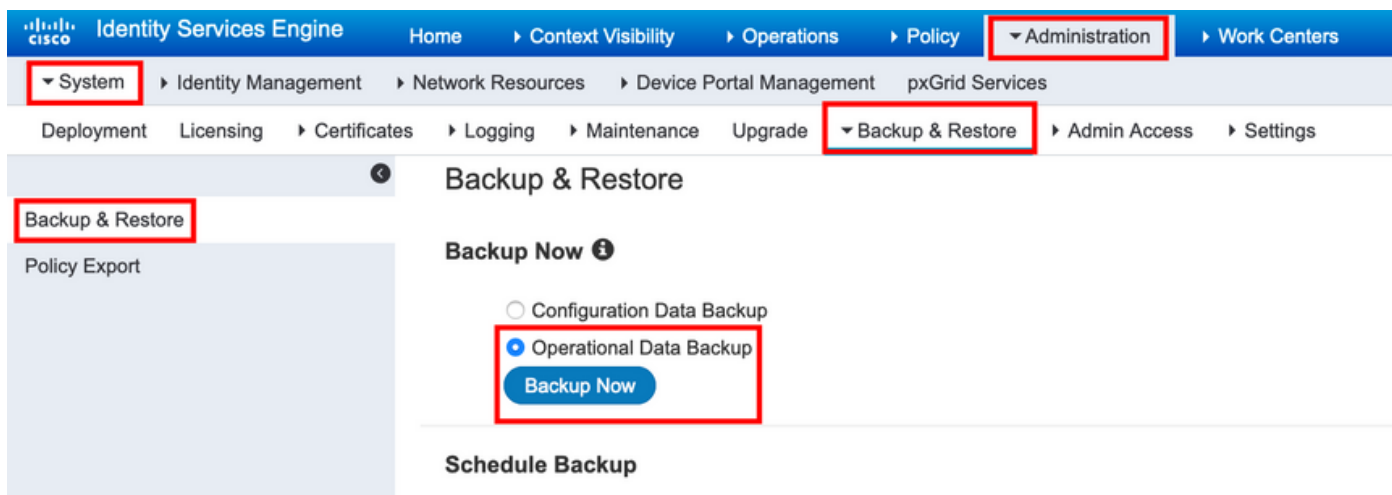 cisco Identity Services Engine Home Context Visibility Operations Policy Administration Work Centers
System Identity Management Network Resources Device Portal Management pxGrid Services
Deployment Licensing Certificates Logging Maintenance Upgrade Backup & Restore Admin Access Settings
Backup & Restore
Policy Export
Backup & Restore
Backup Now
Configuration Data Backup
Operational Data Backup
Backup Now
Schedule Backup